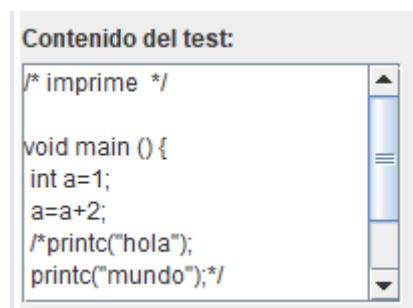 Contenido del test:
/* imprime  */
void main () {
int a=1;
a=a+2;
/*printc("hola");
printc("mundo");*/